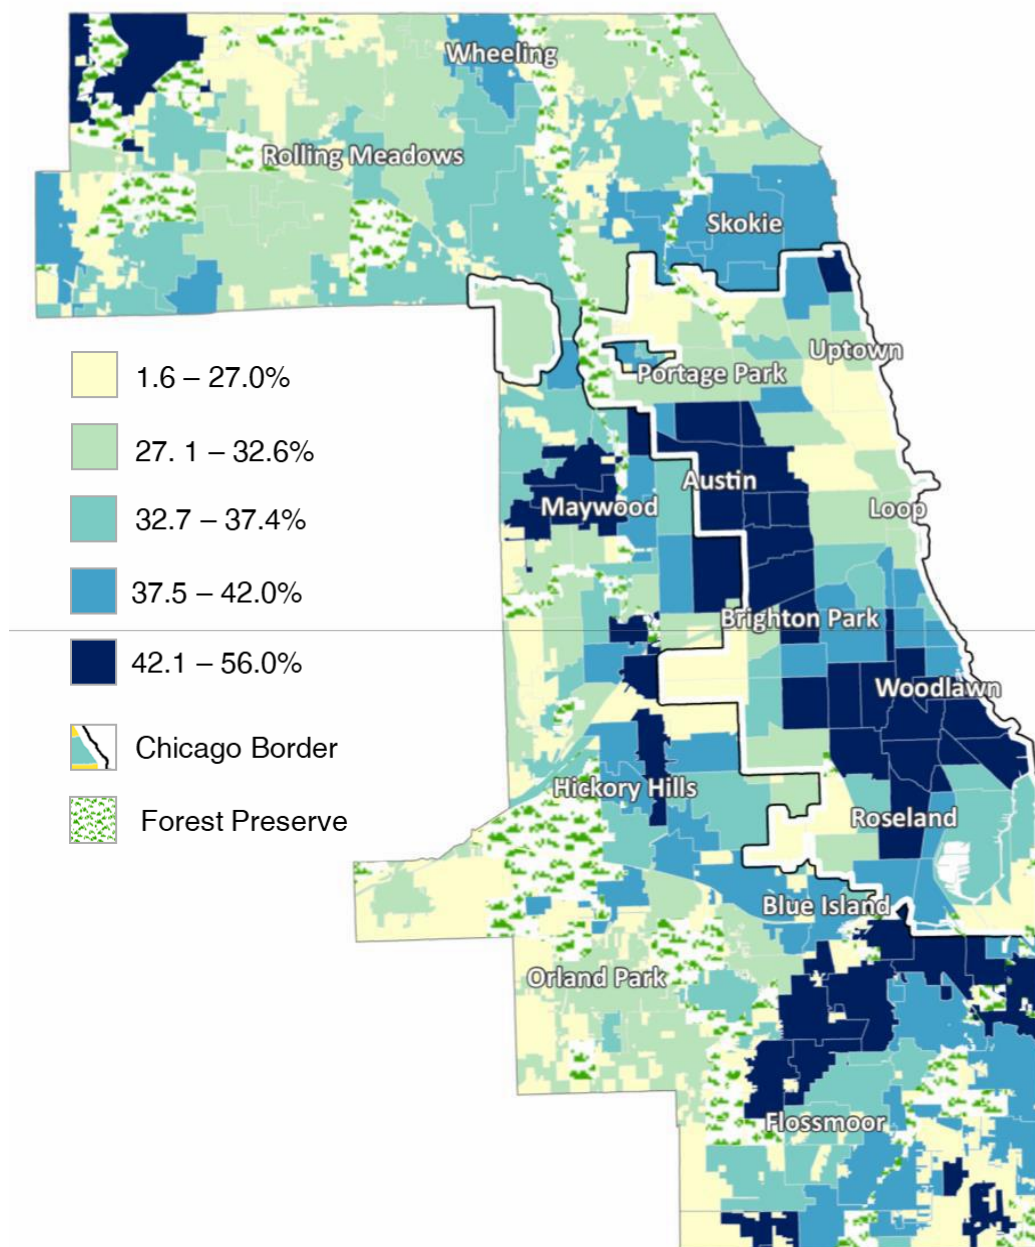 Wheeling
Rolling Meadows
Skokie
Uptown
Portage Park
Austin
Maywood
Loop
Brighton Park
Woodlawn
Hickory Hills
Roseland
Blue Island
Orland Park
Flossmoor
1.6 – 27.0%
27. 1 – 32.6%
32.7 – 37.4%
37.5 – 42.0%
42.1 – 56.0%
Chicago Border
Forest Preserve